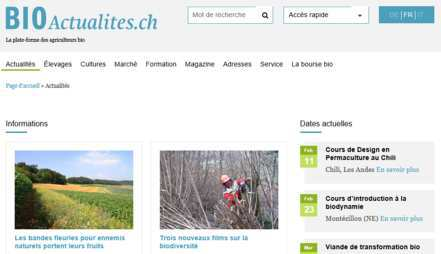 BIOActualites.ch
La plate-forme des agriculteurs bio
Mot de recherche
Accès rapide
DE | FR | IT
Actualités Élevages Cultures Marché Formation Magazine Adresses Service La bourse bio
Page d'accueil » Actualités
Informations
Les bandes fleuries pour ennemis
naturels portent leurs fruits
Trois nouveaux films sur la
biodiversité
Dates actuelles
Feb
11
Cours de Design en
Permaculture au Chili
Chili, Los Andes En savoir plus
Feb
23
Cours d'introduction à la
biodynamie
Montézillon (NE) En savoir plus
Mar
Viande de transformation bio